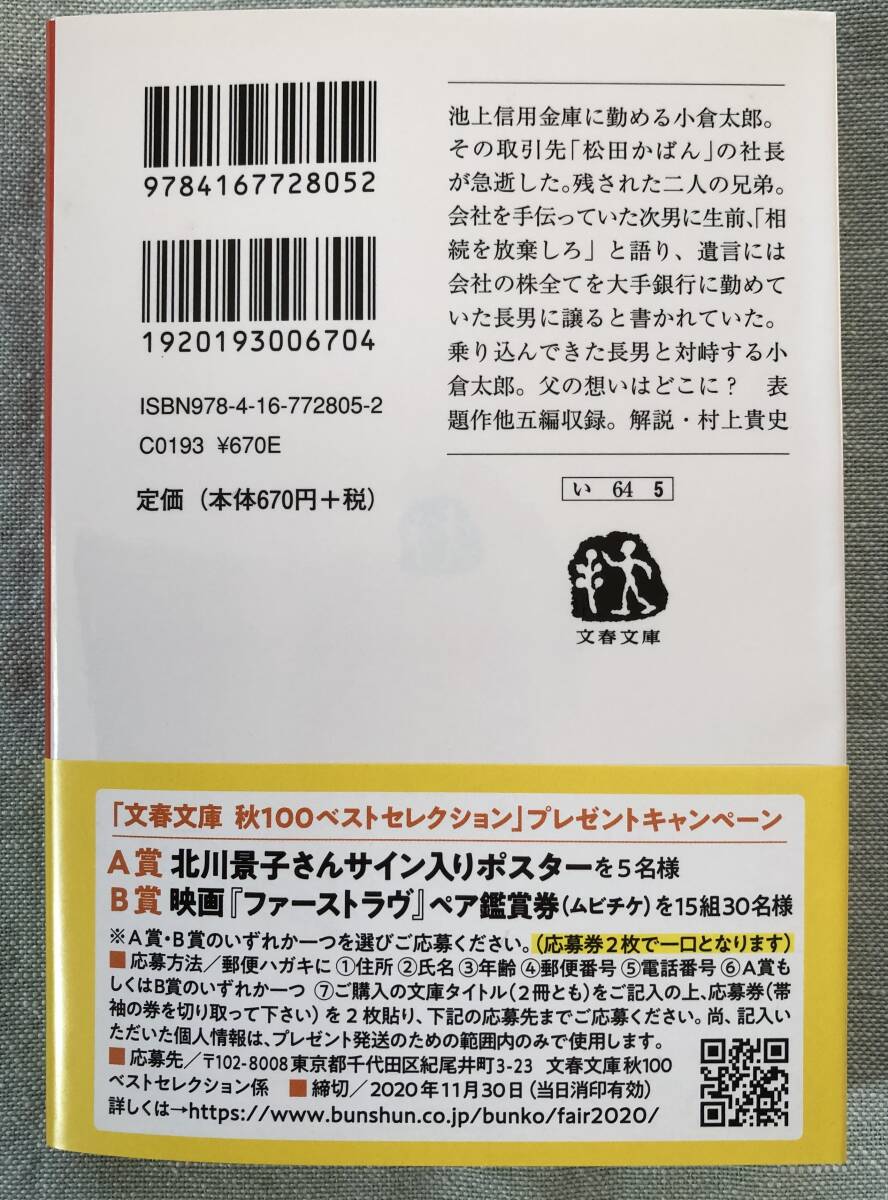 9784167728052
1920193006704
ISBN978-4-16-772805-2
C0193 ¥670E
定価（本体670円＋税）
池上信用金庫に勤める小倉太郎。
その取引先「松田かばん」の社長
が急逝した。残された二人の兄弟。
会社を手伝っていた次男に生前、「相
続を放棄しろ」と語り、遺言には
会社の株全てを大手銀行に勤めて
いた長男に譲ると書かれていた。
乗り込んできた長男と対峙する小
倉太郎。父の想いはどこに？　表
題作他五編収録。解説・村上貴史
い 64 5
文春文庫
「文春文庫 秋100ベストセレクション」プレゼントキャンペーン
A賞 北川景子さんサイン入りポスターを5名様
B賞 映画『ファーストラヴ』ペア鑑賞券（ムビチケ）を15組30名様
※A賞・B賞のいずれか一つを選びご応募ください。（応募券2枚で一口となります）
■応募方法／郵便ハガキに ①住所 ②氏名 ③年齢 ④郵便番号 ⑤電話番号 ⑥A賞も
しくはB賞のいずれか一つ ⑦ご購入の文庫タイトル（2冊とも）をご記入の上、応募券（帯
袖の券を切り取って下さい）を2枚貼り、下記の応募先までご応募ください。尚、記入い
ただいた個人情報は、プレゼント発送のための範囲内のみで使用します。
■応募先／〒102-8008東京都千代田区紀尾井町3-23 文春文庫秋100
ベストセレクション係 ■締切／2020年11月30日（当日消印有効）
詳しくは→https://www.bunshun.co.jp/bunko/fair2020/